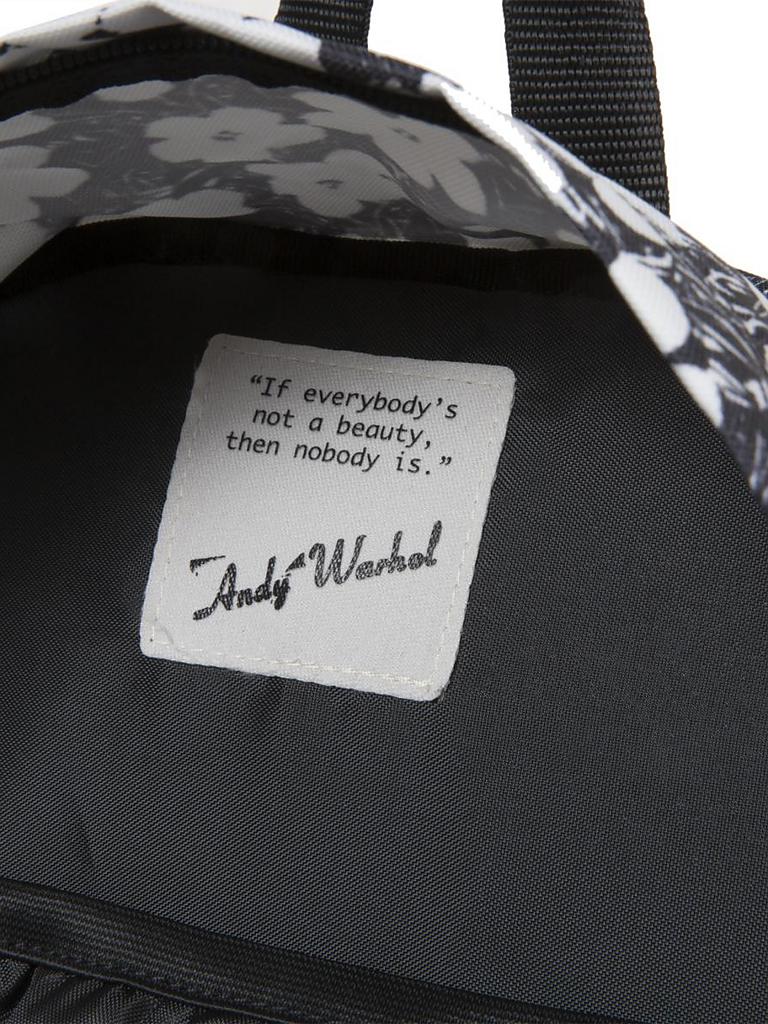 “If everybody’s
not a beauty,
then nobody is.”
Andy Warhol